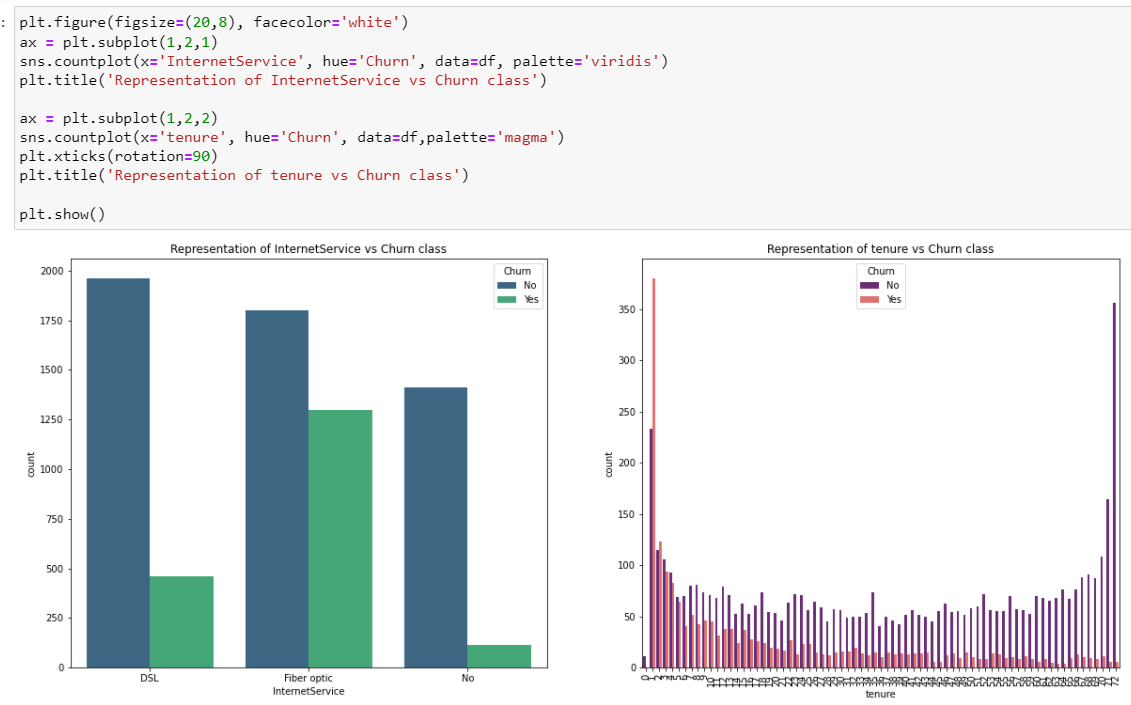 :
plt.figure(figsize=(20,8), facecolor='white')
ax = plt.subplot(1,2,1)
sns.countplot(x='InternetService', hue='Churn', data=df, palette='viridis')
plt.title('Representation of InternetService vs Churn class')
ax = plt.subplot(1,2,2)
sns.countplot(x='tenure', hue='Churn', data=df,palette='magma')
plt.xticks(rotation=90)
plt.title('Representation of tenure vs Churn class')
plt.show()
Representation of InternetService vs Churn class
Churn
No
Yes
2000
1750
1500
1250
1000
750
500
250
0
count
DSL
Fiber optic
No
InternetService
Representation of tenure vs Churn class
Churn
No
Yes
350
300
250
200
150
100
50
0
count
tenure